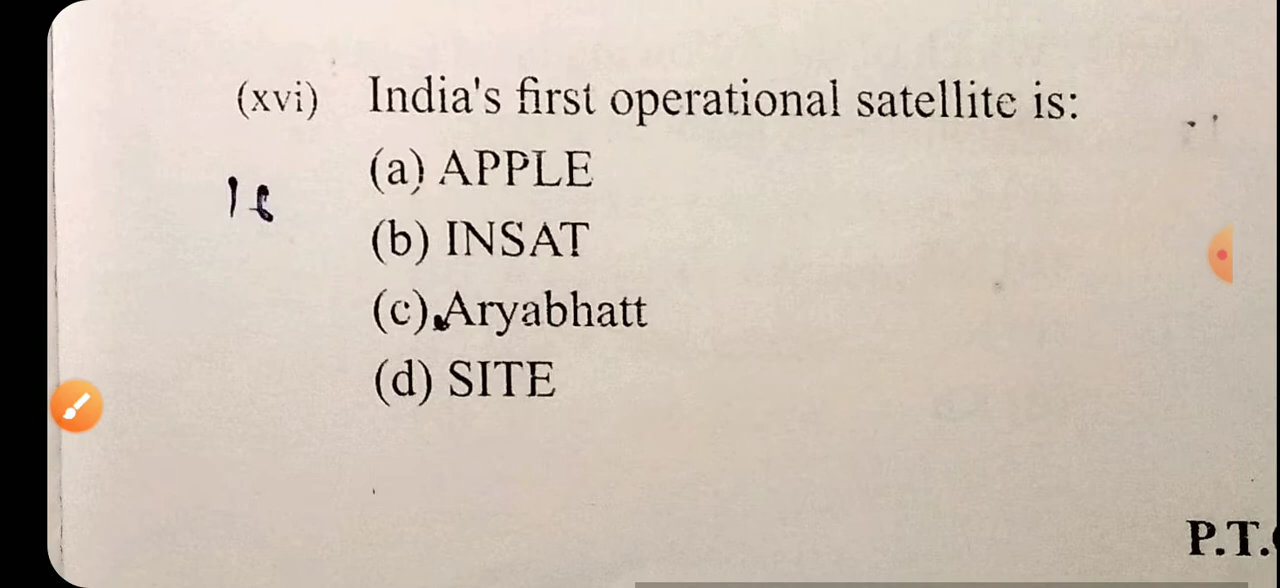 (xvi) India's first operational satellite is:
(a) APPLE
(b) INSAT
(c) Aryabhatt
(d) SITE
P.T.